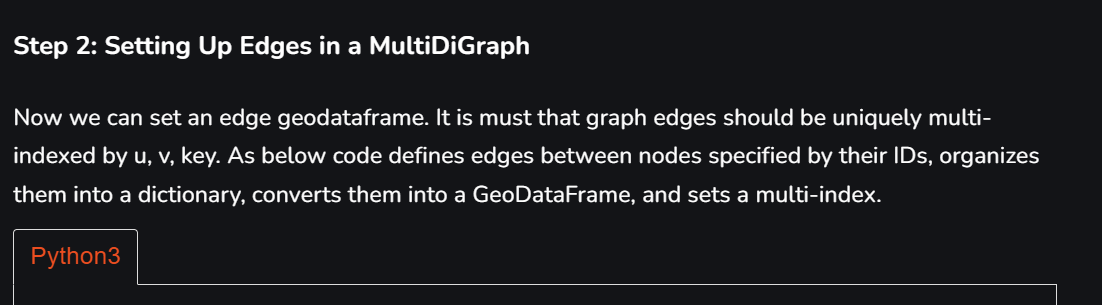 Step 2: Setting Up Edges in a MultiDiGraph
Now we can set an edge geodataframe. It is must that graph edges should be uniquely multi-
indexed by u, v, key. As below code defines edges between nodes specified by their IDs, organizes
them into a dictionary, converts them into a GeoDataFrame, and sets a multi-index.
Python3